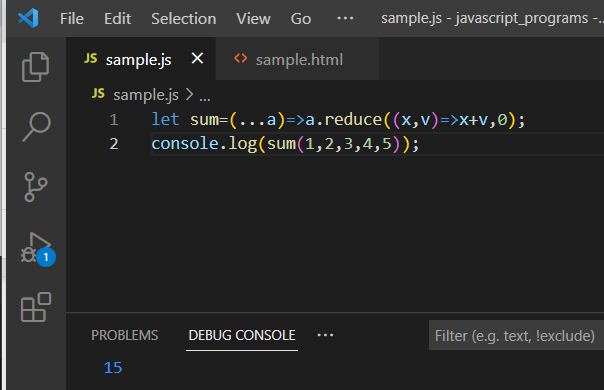 File Edit Selection View Go ··· sample.js - javascript_programs -
JS sample.js × <> sample.html
JS sample.js > ...
1 let sum=(...a)=>a.reduce((x,v)=>x+v,0);
2 console.log(sum(1,2,3,4,5));
1
PROBLEMS DEBUG CONSOLE ··· Filter (e.g. text, !exclude)
15